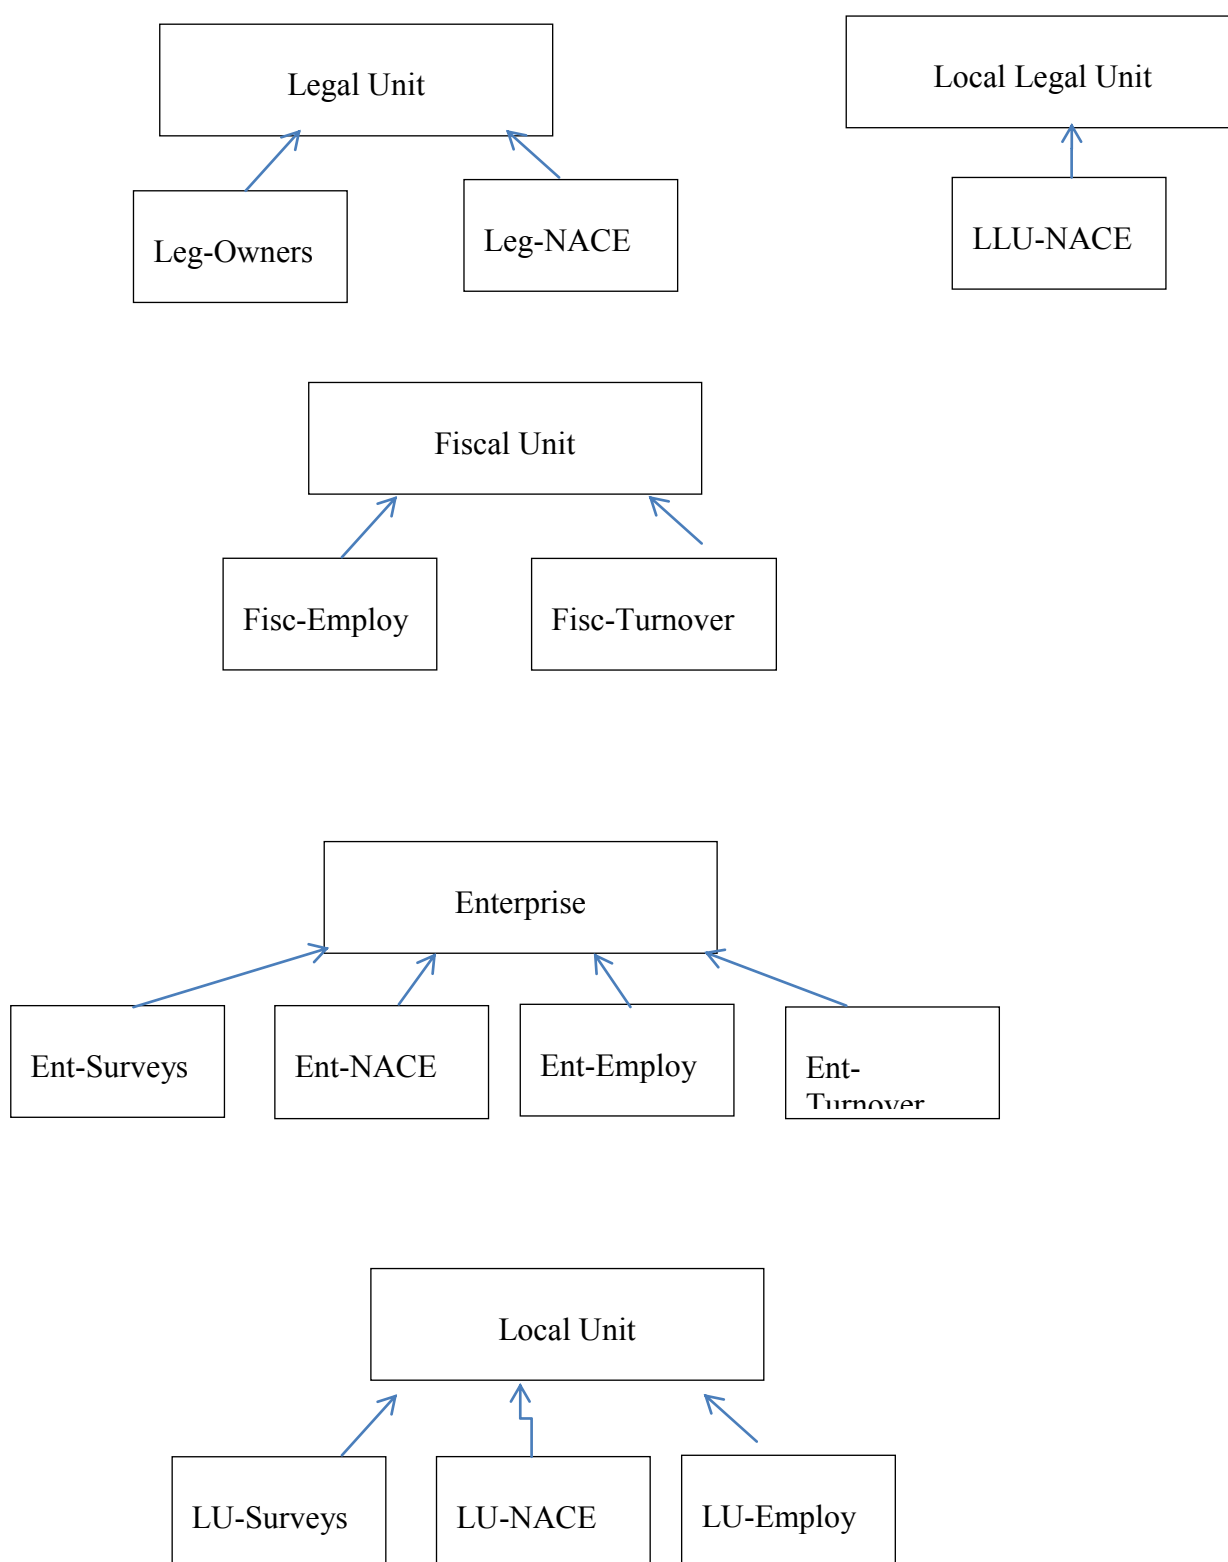 Legal Unit
Local Legal Unit
Leg-Owners
Leg-NACE
LLU-NACE
Fiscal Unit
Fisc-Employ
Fisc-Turnover
Enterprise
Ent-Surveys
Ent-NACE
Ent-Employ
Ent-
Turnover
Local Unit
LU-Surveys
LU-NACE
LU-Employ